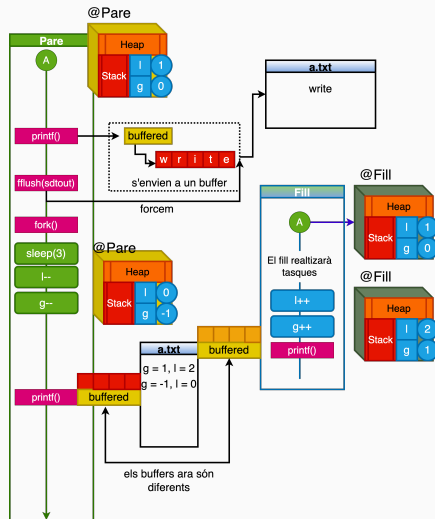 @Pare
Pare
A
Heap
Stack
l 1
g 0
a.txt
write
printf()
buffered
w r i t e
s'envien a un buffer
fflush(sdtout)
forcem
fork()
@Pare
sleep(3)
l--
g--
Heap
Stack
l 0
g -1
Fill
A
El fill realtizarà
tasques
l++
g++
printf()
@Fill
Heap
Stack
l 1
g 0
@Fill
Heap
Stack
l 2
g 1
a.txt
g = 1, l = 2
g = -1, l = 0
buffered
printf()
buffered
els buffers ara són
diferents